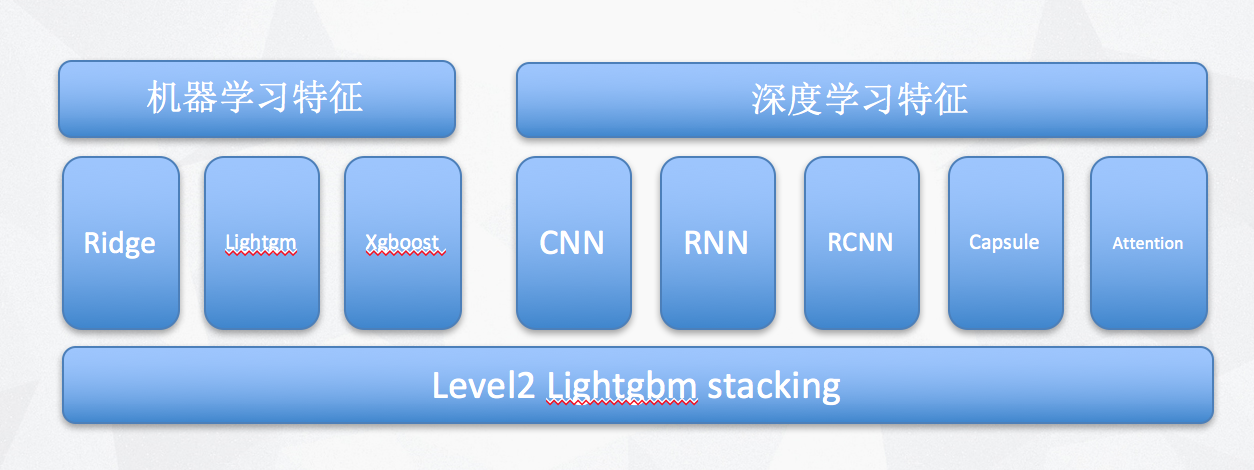 机器学习特征
深度学习特征
Ridge
Lightgm
Xgboost
CNN
RNN
RCNN
Capsule
Attention
Level2 Lightgbm stacking